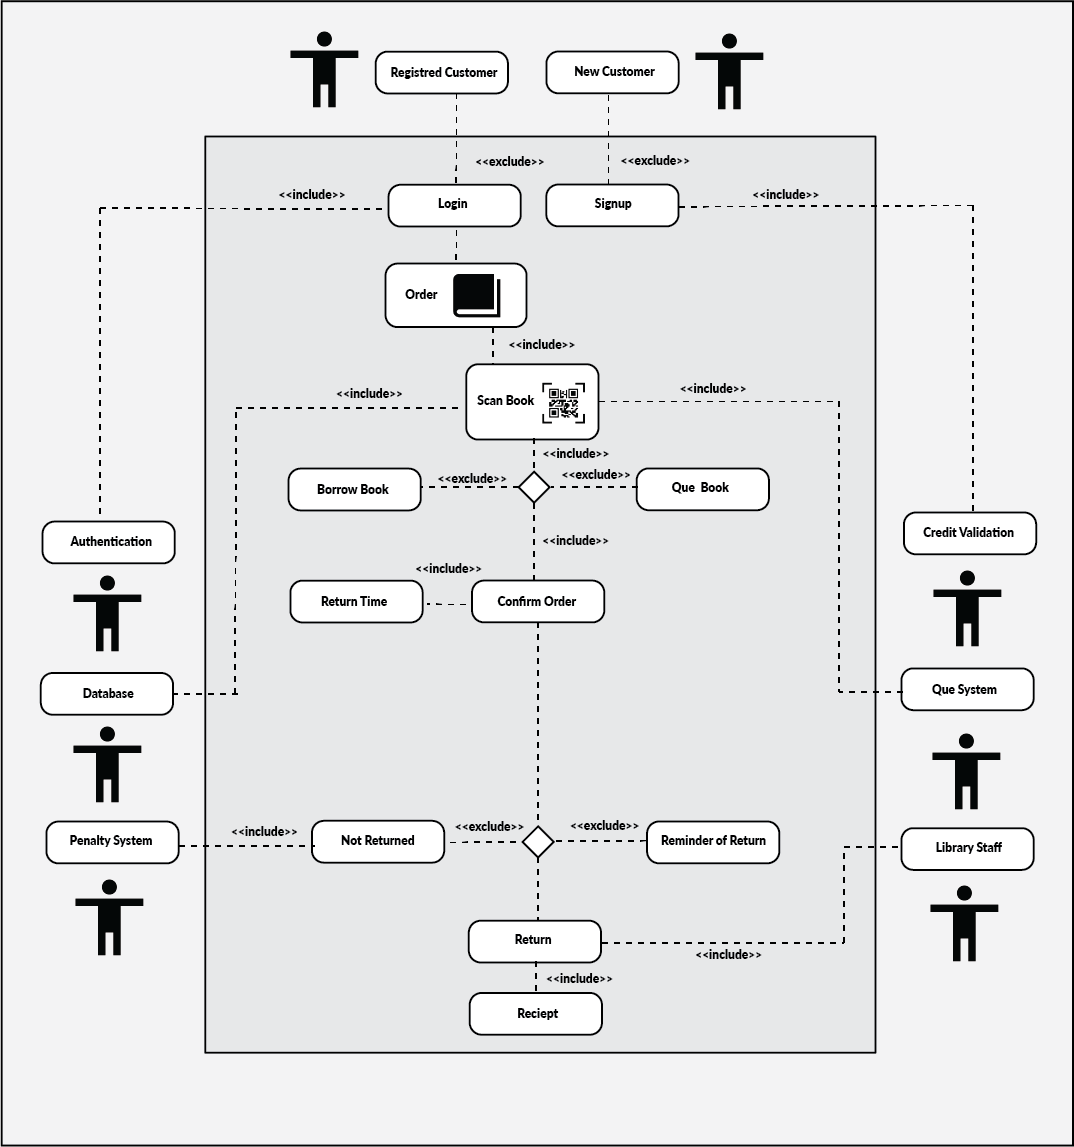 Registred Customer
New Customer
<<exclude>>
<<exclude>>
<<include>>
<<include>>
Login
Signup
Order
<<include>>
<<include>>
<<include>>
Scan Book
<<include>>
<<exclude>>
<<exclude>>
Borrow Book
Que Book
Authentication
Credit Validation
<<include>>
<<include>>
Return Time
Confirm Order
Database
Que System
<<include>>
<<exclude>>
<<exclude>>
Penalty System
Not Returned
Reminder of Return
Library Staff
Return
<<include>>
<<include>>
Reciept